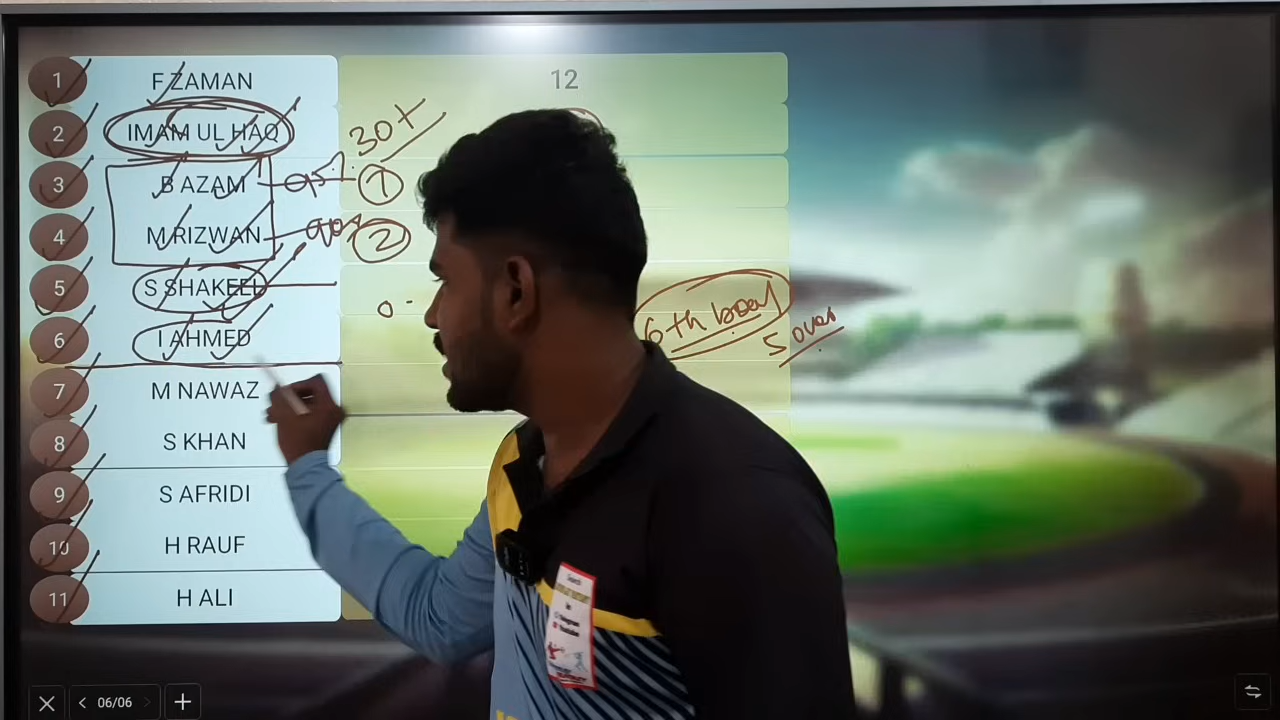 1 F ZAMAN 12
2 IMAM UL HAQ 30+
3 B AZAM 1
4 M RIZWAN 2
5 S SHAKEEL
6 I AHMED 6th bowl
5 over
7 M NAWAZ
8 S KHAN
9 S AFRIDI
10 H RAUF
11 H ALI
06/06